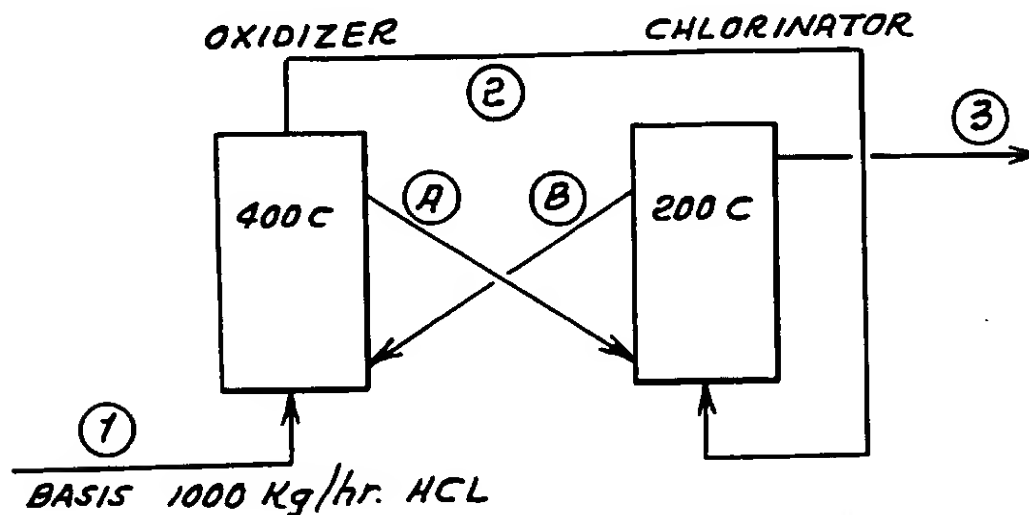 OXIDIZER
CHLORINATOR
2
3
A
B
400 C
200 C
1
BASIS 1000 Kg/hr. HCL